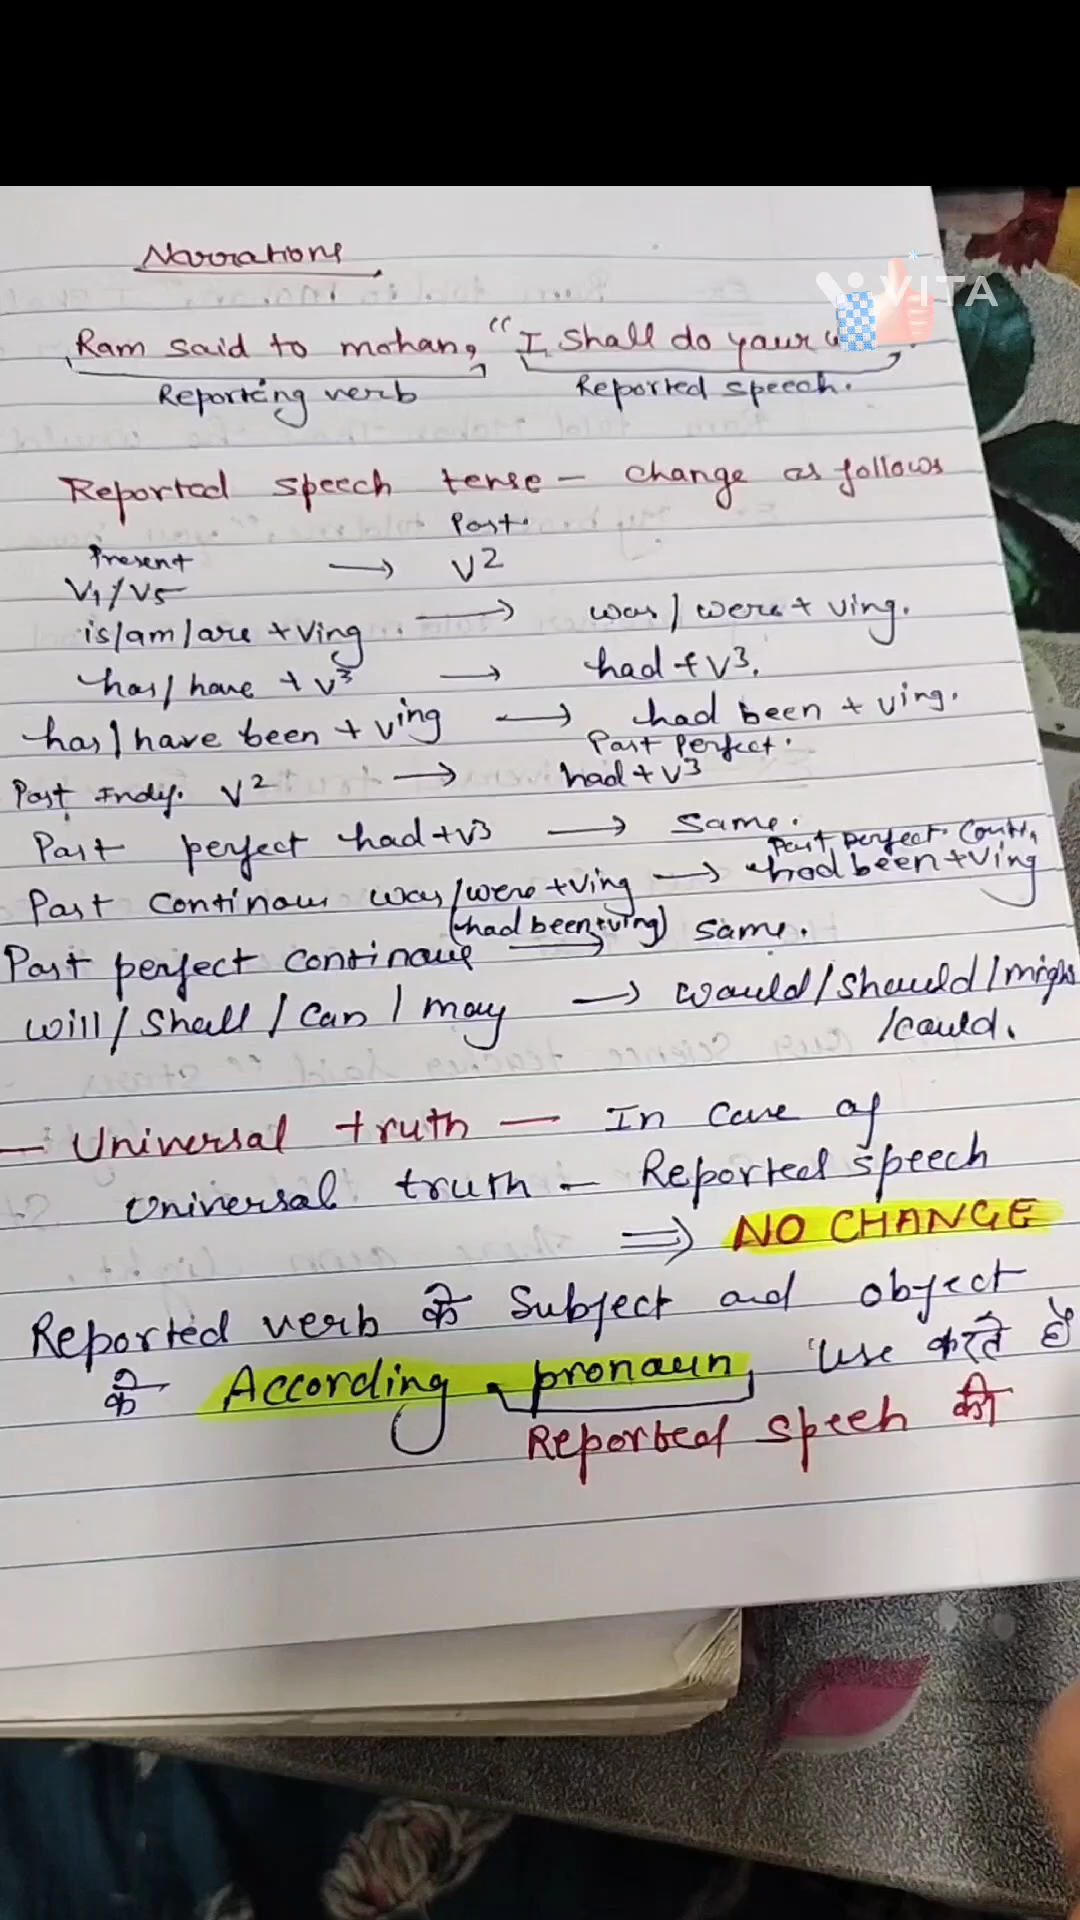 Narrations
VITA
Ram said to mohan, "I shall do your
Reporting verb Reported speech.
Reported speech tense - change as follows
Present → Past.
V1/V5 → V2
is/am/are + Ving → was/were + Ving.
has/have + V3 → had + V3.
has/have been + Ving → had been + Ving.
Past Perfect.
Past Indf. V2 → had + V3
Past perfect had+V3 → Same.
Past perfect Conti.
Past Continous was/were +Ving → had been +Ving
(had been+Ving)
Past perfect continous → same.
will/Shall/Can/may → would/should/might
/could.
- Universal truth - In Case of
Universal truth - Reported speech
⇒ NO CHANGE
Reported verb के Subject and object
के According pronoun use करते है
Reported speeh की